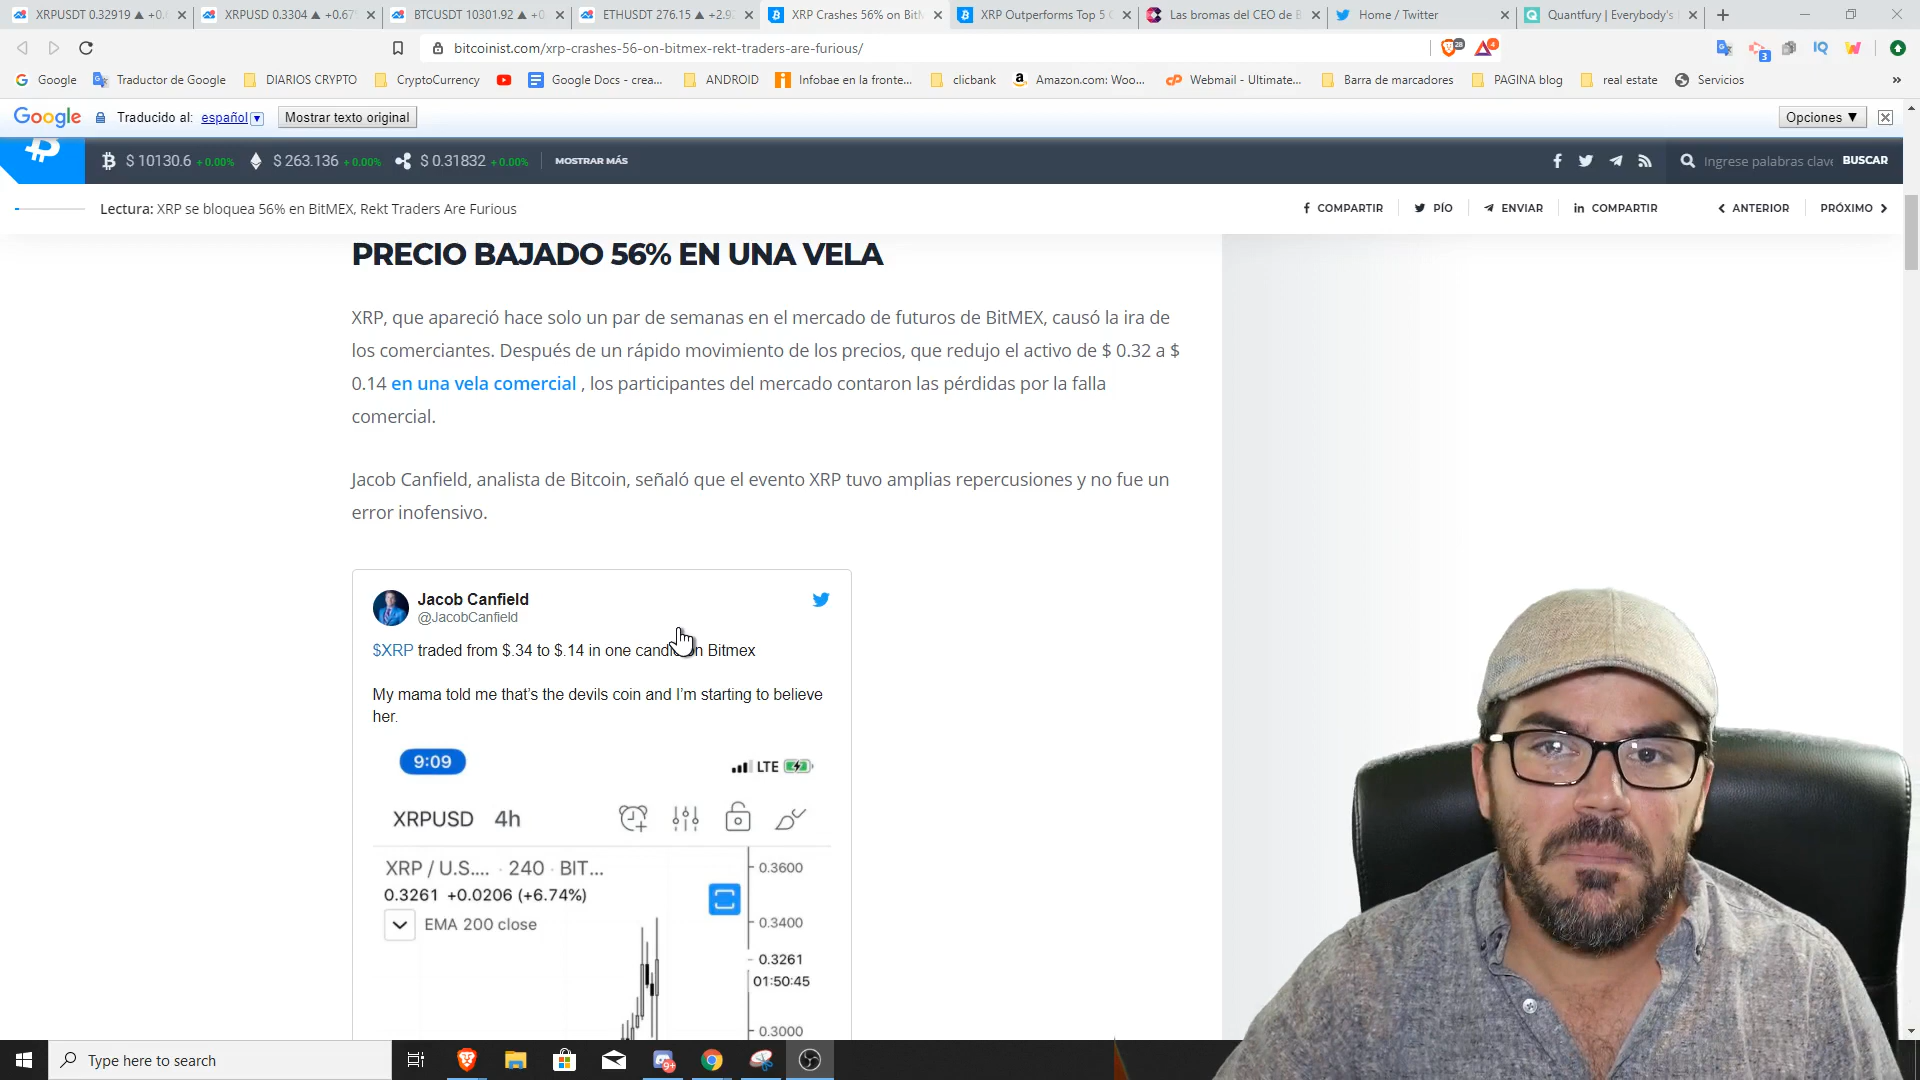 XRPUSDT 0.32919 ▲ +0.
XRPUSD 0.3304 ▲ +0.67
BTCUSDT 10301.92 ▲ +0
ETHUSDT 276.15 ▲ +2.9
XRP Crashes 56% on Bit
XRP Outperforms Top 5
Las bromas del CEO de B
Home / Twitter
Quantfury | Everybody's
bitcoinist.com/xrp-crashes-56-on-bitmex-rekt-traders-are-furious/
28
4
3
IQ
Google
Traductor de Google
DIARIOS CRYPTO
CryptoCurrency
Google Docs - crea...
ANDROID
Infobae en la fronte...
clicbank
Amazon.com: Woo...
Webmail - Ultimate...
Barra de marcadores
PAGINA blog
real estate
Servicios
»
Google
Traducido al: español
Mostrar texto original
Opciones ▼
$ 10130.6 +0.00%
$ 263.136 +0.00%
$ 0.31832 +0.00%
MOSTRAR MÁS
Ingrese palabras clave
BUSCAR
Lectura: XRP se bloquea 56% en BitMEX, Rekt Traders Are Furious
COMPARTIR
PÍO
ENVIAR
COMPARTIR
ANTERIOR
PRÓXIMO
PRECIO BAJADO 56% EN UNA VELA
XRP, que apareció hace solo un par de semanas en el mercado de futuros de BitMEX, causó la ira de
los comerciantes. Después de un rápido movimiento de los precios, que redujo el activo de $ 0.32 a $
0.14 en una vela comercial , los participantes del mercado contaron las pérdidas por la falla
comercial.
Jacob Canfield, analista de Bitcoin, señaló que el evento XRP tuvo amplias repercusiones y no fue un
error inofensivo.
Jacob Canfield
@JacobCanfield
$XRP traded from $.34 to $.14 in one cand n Bitmex
My mama told me that's the devils coin and I'm starting to believe
her.
9:09
LTE
XRPUSD 4h
XRP / U.S.... · 240 · BIT...
0.3261 +0.0206 (+6.74%)
EMA 200 close
0.3600
0.3400
0.3261
01:50:45
0.3000
Type here to search
9+